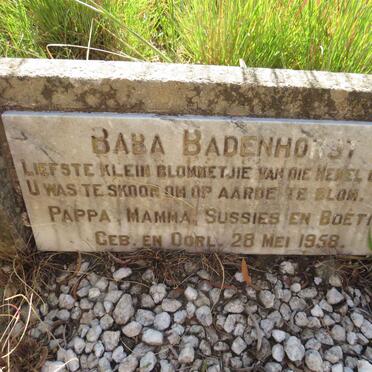 BABA BADENHORST
LIEFSTE KLEIN BLOMMETJIE VAN DIE HEMEL
U WAS TE SKOON OM OP AARDE TE BLOM.
PAPPA, MAMMA, SUSSIES EN
GEB. EN OORL. 28 MEI 1958.